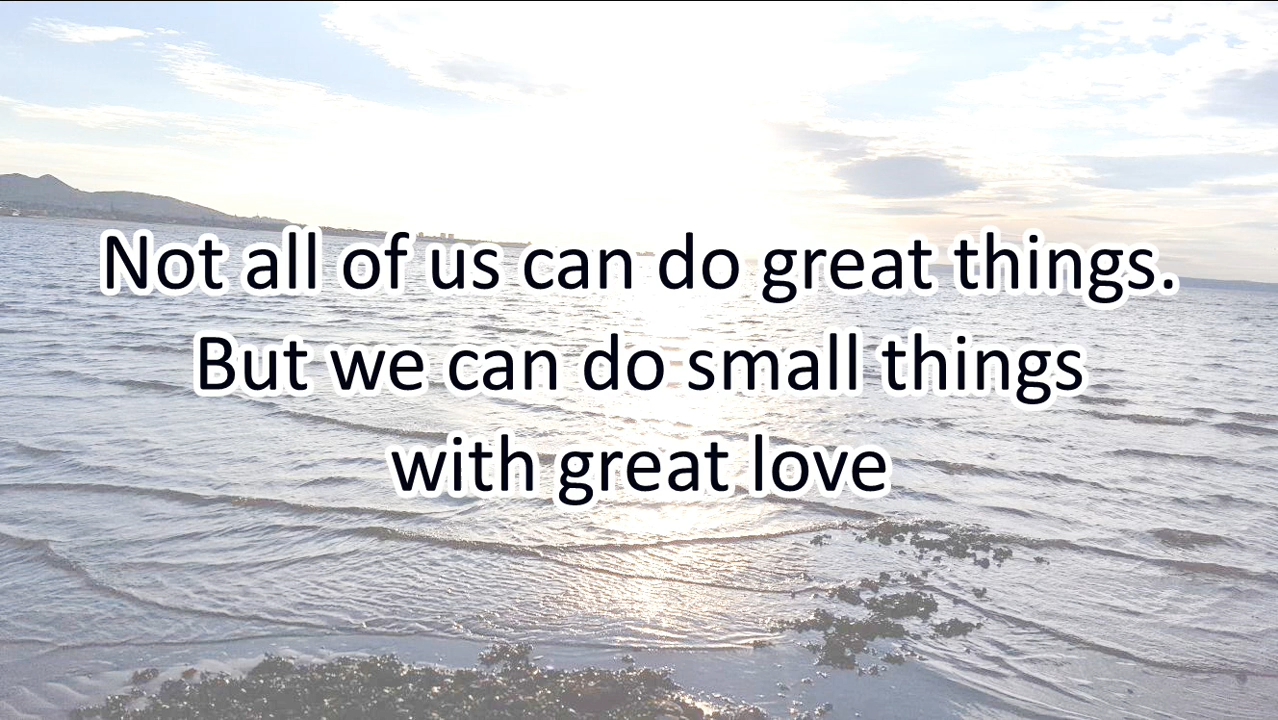 Not all of us can do great things.
But we can do small things
with great love